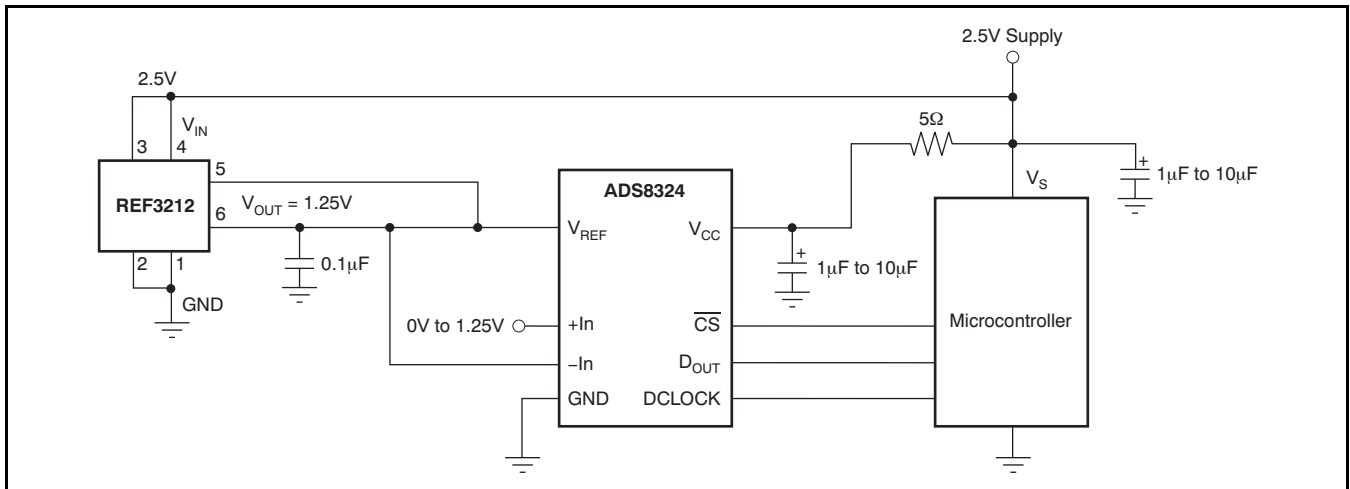 2.5V Supply
2.5V
V_IN
3 4
5Ω
5
REF3212
V_OUT = 1.25V
6
2 1
GND
0.1μF
0V to 1.25V
ADS8324
V_REF
V_CC
+In
C̅S̅
−In
D_OUT
GND
DCLOCK
+
1μF to 10μF
V_S
+
1μF to 10μF
Microcontroller